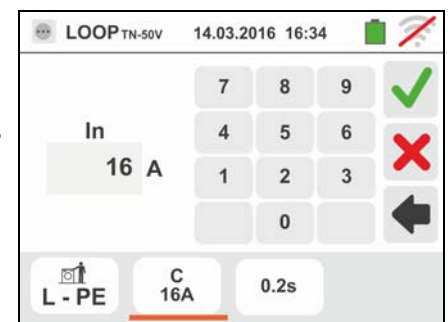 LOOP TN-50V 14.03.2016 16:34
In
16 A
7 8 9
4 5 6
1 2 3
0
L - PE
C
16A
0.2s